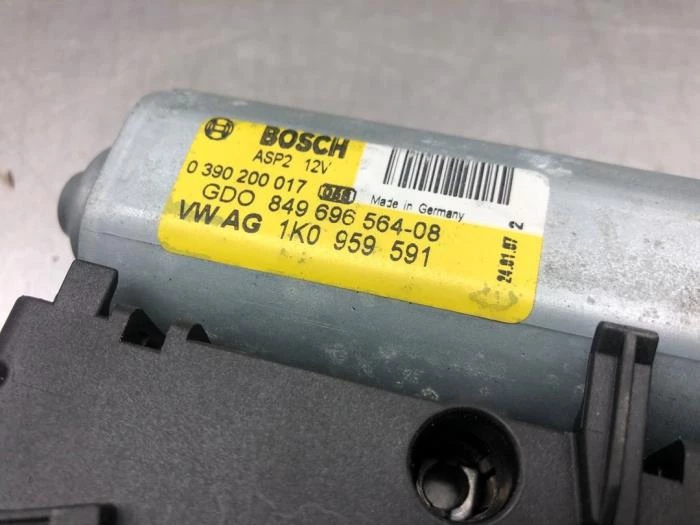 BOSCH
ASP2 12V
0 390 200 017
Made in Germany
GDO 849 696 564-08
VW AG 1K0 959 591
24.01.07 2